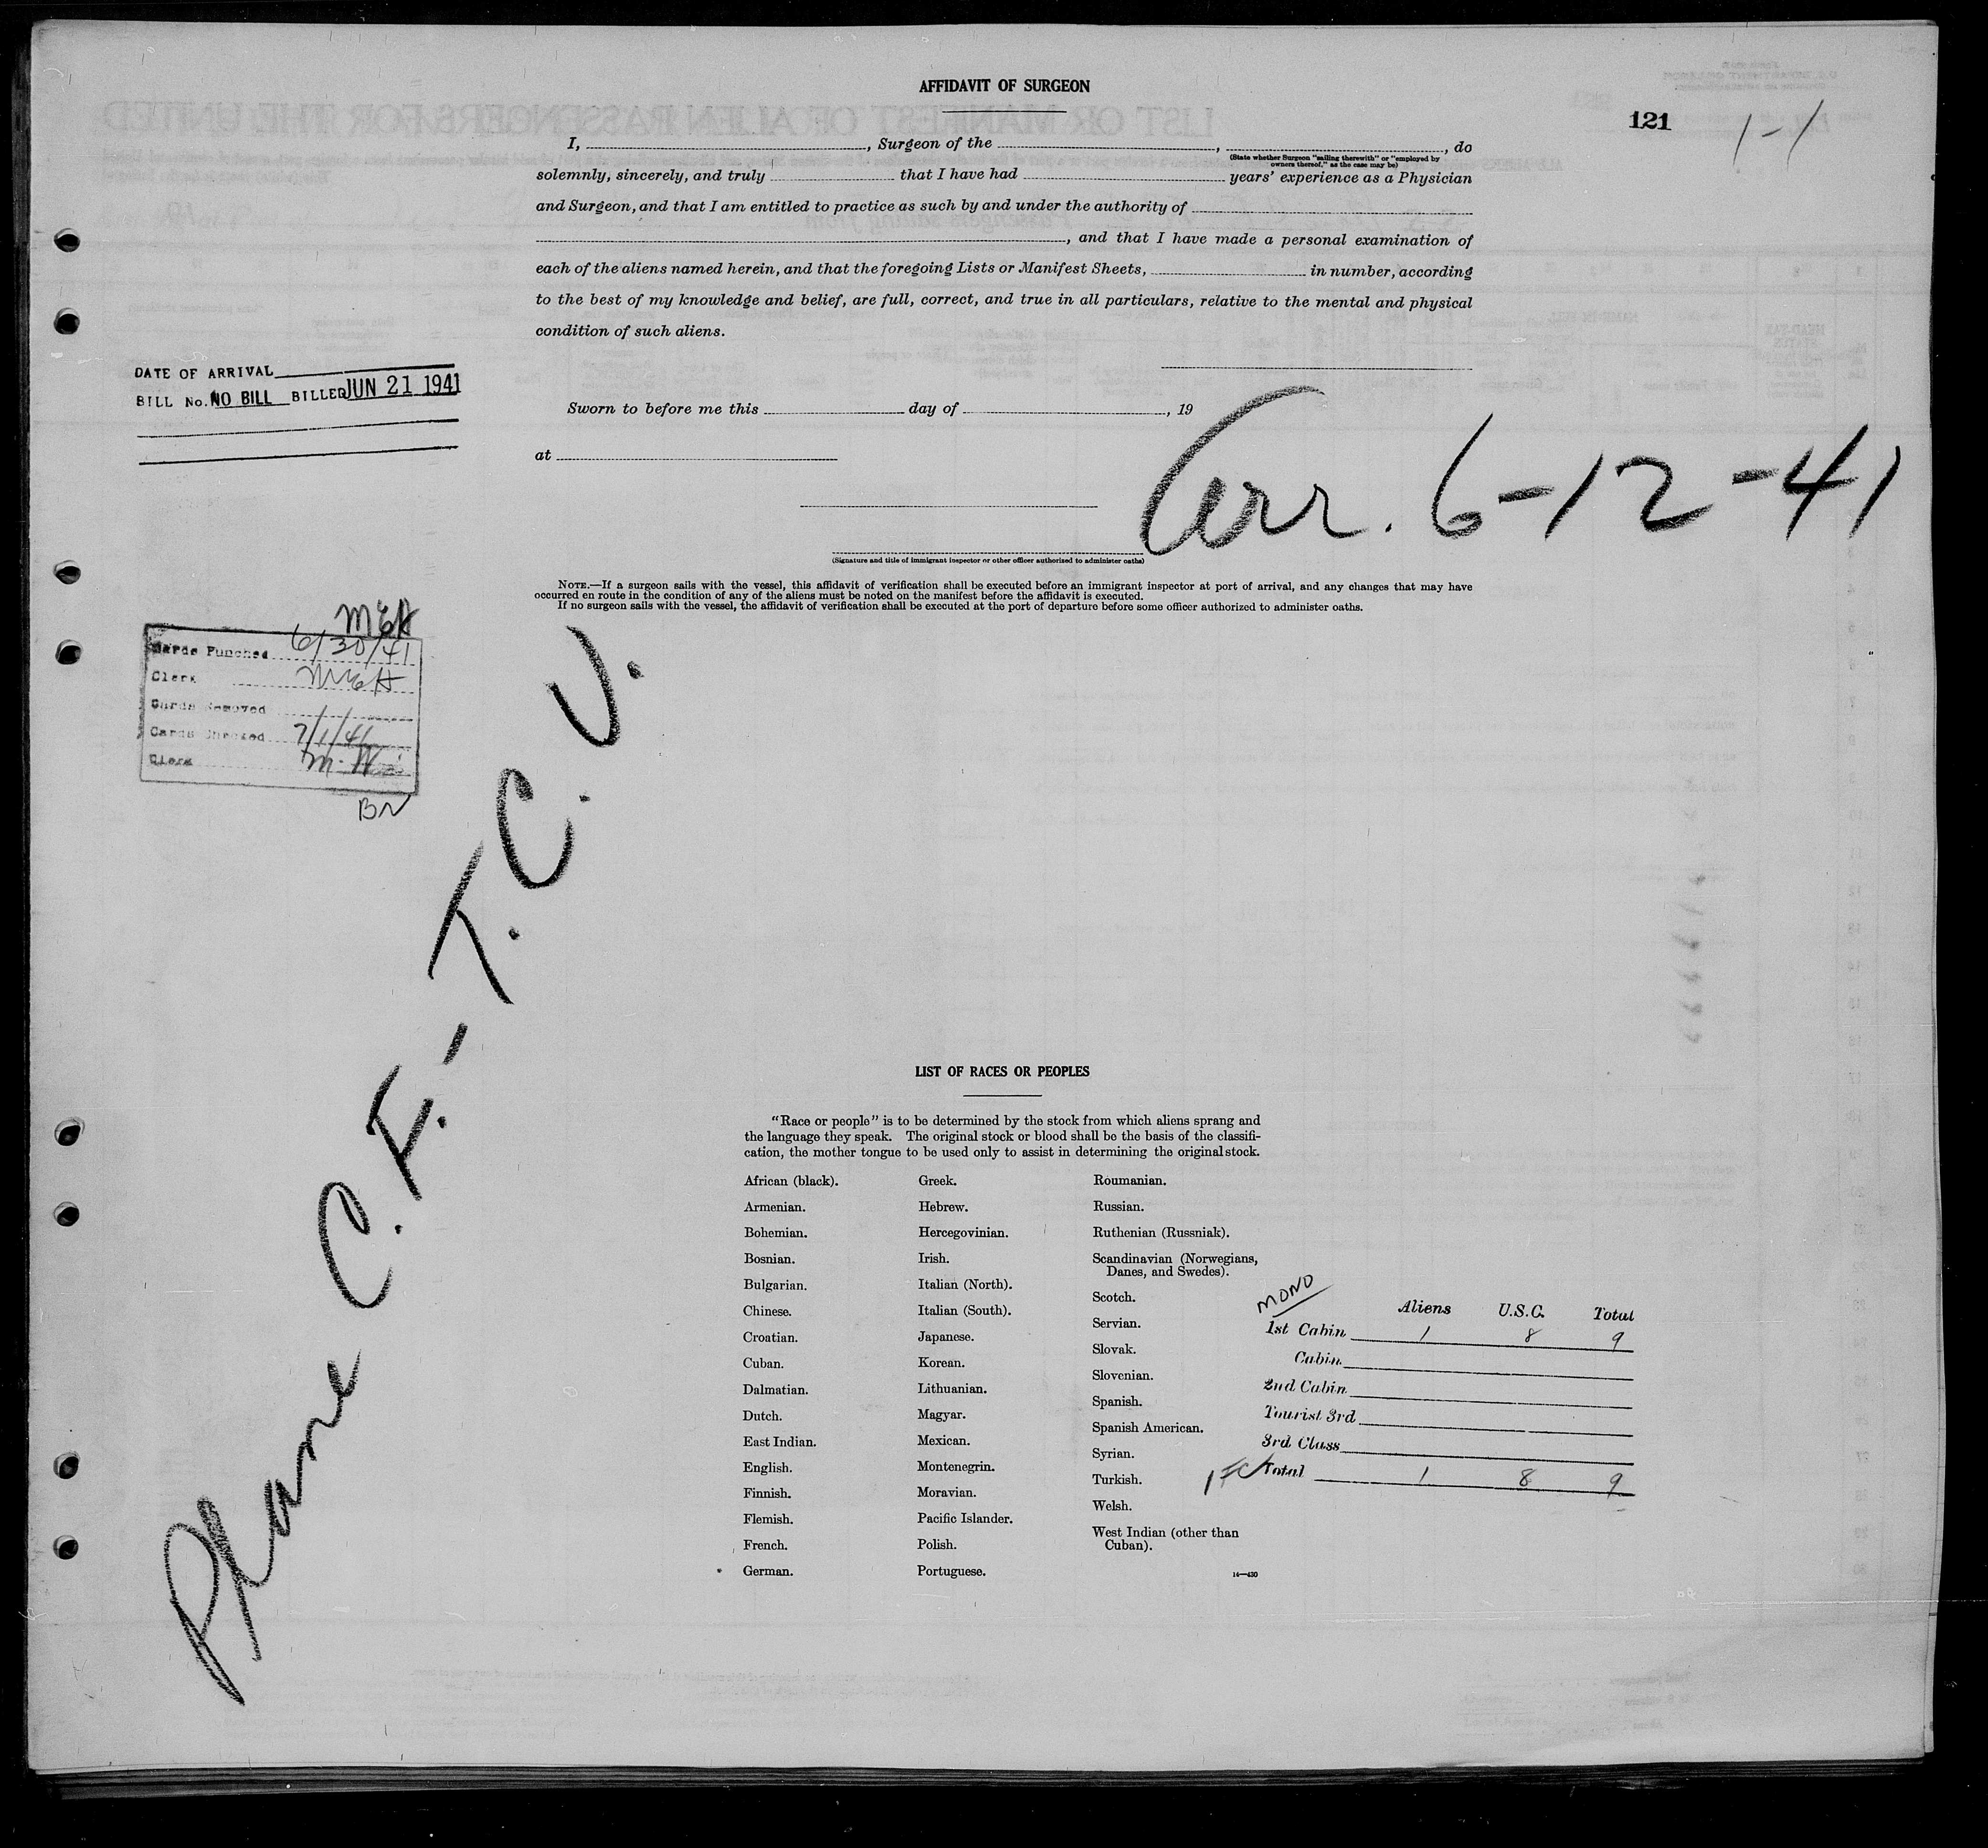 AFFIDAVIT OF SURGEON
121
1-1
I, , Surgeon of the , , do
(State whether Surgeon "sailing therewith" or "employed by
owners thereof," as the case may be)
solemnly, sincerely, and truly that I have had years' experience as a Physician
and Surgeon, and that I am entitled to practice as such by and under the authority of
, and that I have made a personal examination of
each of the aliens named herein, and that the foregoing Lists or Manifest Sheets, in number, according
to the best of my knowledge and belief, are full, correct, and true in all particulars, relative to the mental and physical
condition of such aliens.
DATE OF ARRIVAL
BILL No. NO BILL BILLED JUN 21 1941
Sworn to before me this day of , 19
at
Arr. 6-12-41
(Signature and title of immigrant inspector or other officer authorized to administer oaths)
NOTE.—If a surgeon sails with the vessel, this affidavit of verification shall be executed before an immigrant inspector at port of arrival, and any changes that may have
occurred en route in the condition of any of the aliens must be noted on the manifest before the affidavit is executed.
If no surgeon sails with the vessel, the affidavit of verification shall be executed at the port of departure before some officer authorized to administer oaths.
MEH
Cards Punched 6/30/41
Clerk MEH
Cards Removed
Cards Checked 7/1/41
Clerk
BN
Plane C. F. - T. C. V.
LIST OF RACES OR PEOPLES
"Race or people" is to be determined by the stock from which aliens sprang and
the language they speak. The original stock or blood shall be the basis of the classifi-
cation, the mother tongue to be used only to assist in determining the original stock.
African (black).
Armenian.
Bohemian.
Bosnian.
Bulgarian.
Chinese.
Croatian.
Cuban.
Dalmatian.
Dutch.
East Indian.
English.
Finnish.
Flemish.
French.
German.
Greek.
Hebrew.
Hercegovinian.
Irish.
Italian (North).
Italian (South).
Japanese.
Korean.
Lithuanian.
Magyar.
Mexican.
Montenegrin.
Moravian.
Pacific Islander.
Polish.
Portuguese.
Roumanian.
Russian.
Ruthenian (Russniak).
Scandinavian (Norwegians,
Danes, and Swedes).
Scotch.
Servian.
Slovak.
Slovenian.
Spanish.
Spanish American.
Syrian.
Turkish.
Welsh.
West Indian (other than
Cuban).
14—430
MONO
Aliens U.S.C. Total
1st Cabin 1 8 9
Cabin
2nd Cabin
Tourist 3rd
3rd Class
Total 1 8 9